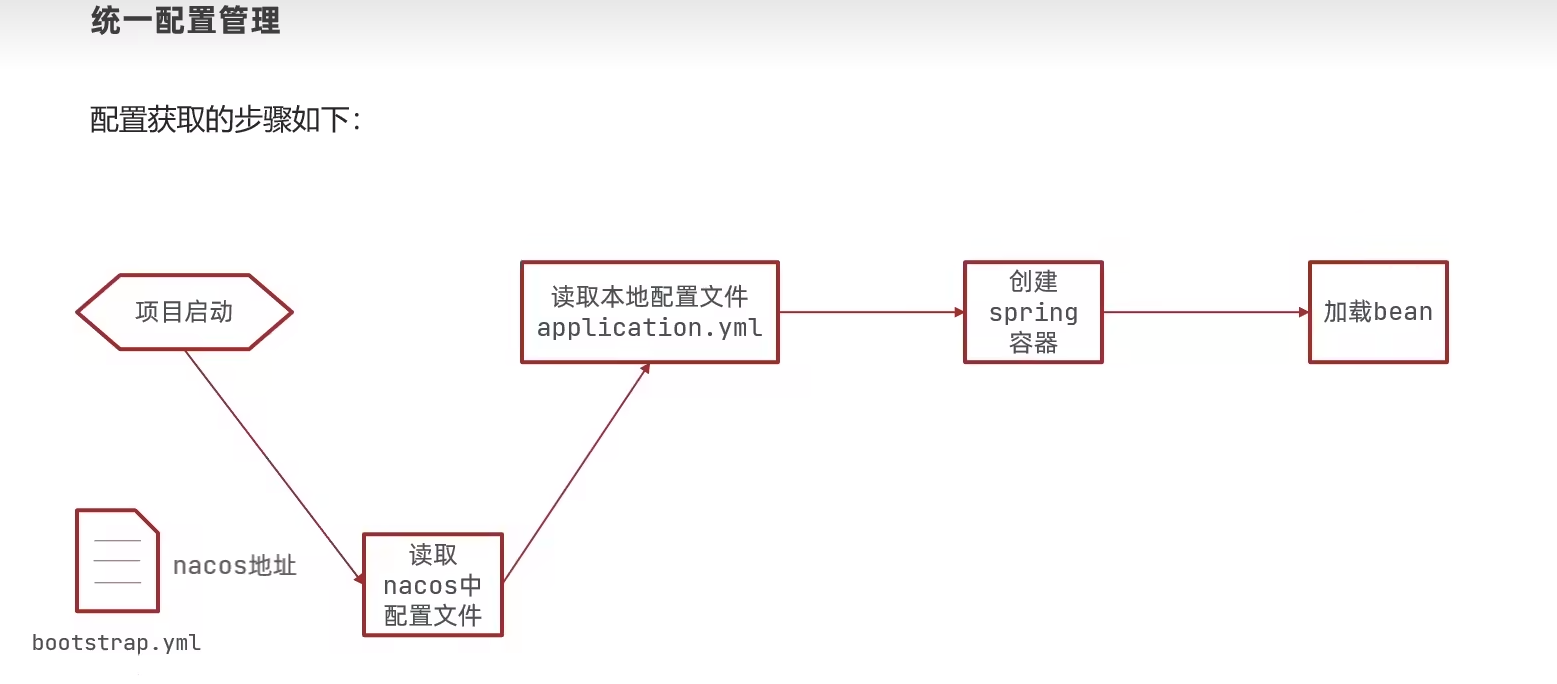 统一配置管理
配置获取的步骤如下：
项目启动
读取本地配置文件
application.yml
创建
spring
容器
加载bean
nacos地址
bootstrap.yml
读取
nacos中
配置文件